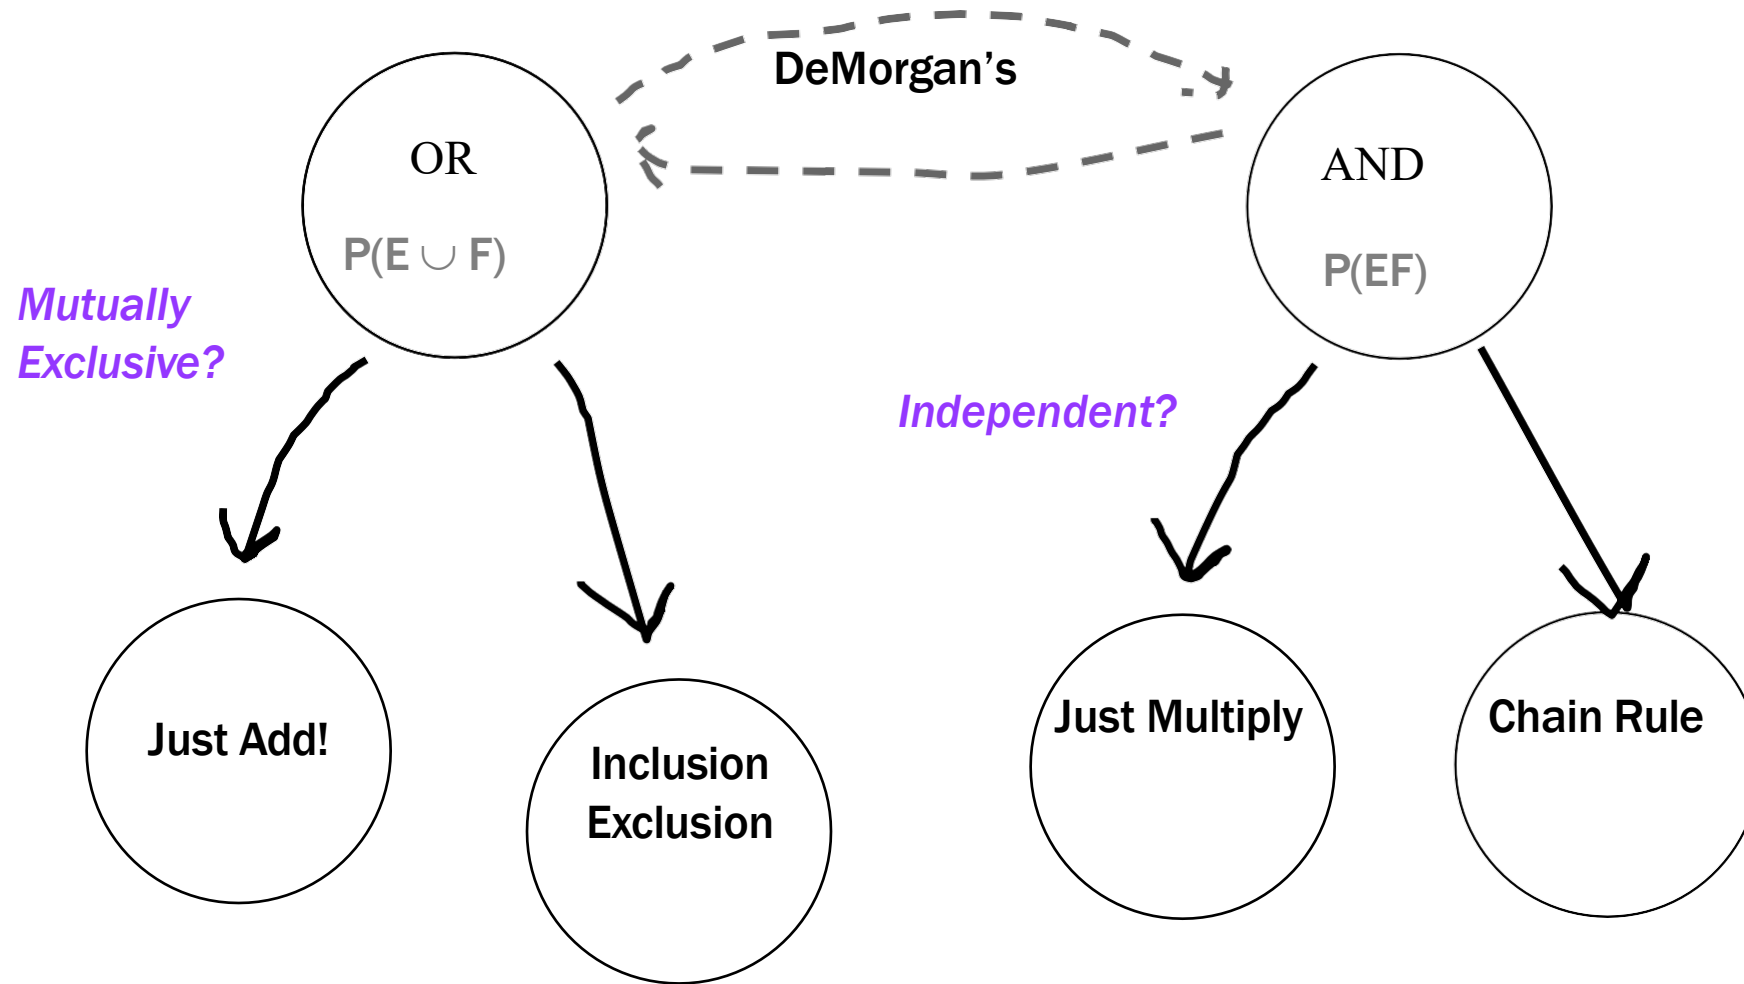 DeMorgan's
OR
P(E ∪ F)
AND
P(EF)
Mutually
Exclusive?
Independent?
Just Add!
Inclusion
Exclusion
Just Multiply
Chain Rule